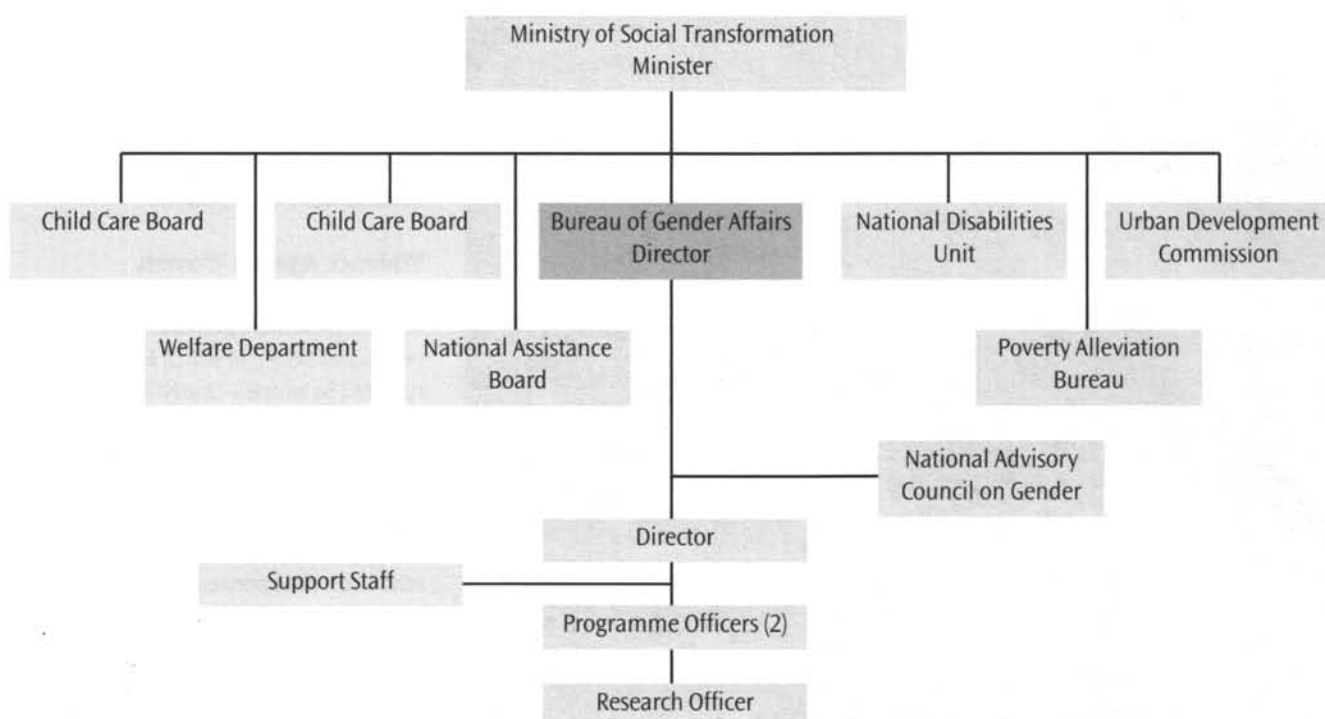 Ministry of Social Transformation
Minister
Child Care Board
Child Care Board
Bureau of Gender Affairs
Director
National Disabilities
Unit
Urban Development
Commission
Welfare Department
National Assistance
Board
Poverty Alleviation
Bureau
National Advisory
Council on Gender
Director
Support Staff
Programme Officers (2)
Research Officer